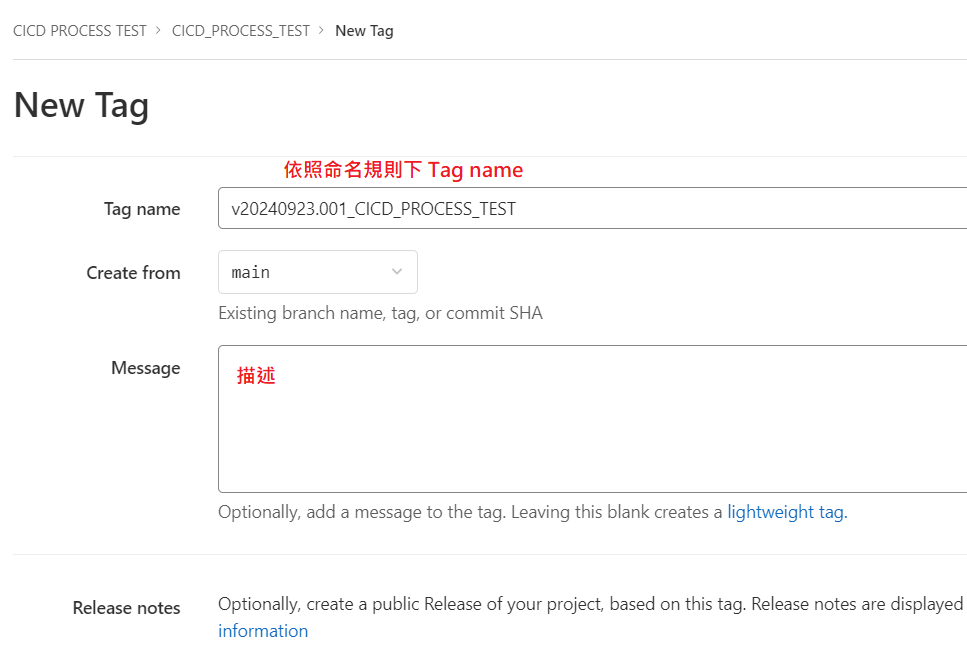 CICD PROCESS TEST > CICD_PROCESS_TEST > New Tag
New Tag
依照命名規則下 Tag name
Tag name v20240923.001_CICD_PROCESS_TEST
Create from main
Existing branch name, tag, or commit SHA
Message 描述
Optionally, add a message to the tag. Leaving this blank creates a lightweight tag.
Release notes Optionally, create a public Release of your project, based on this tag. Release notes are displayed
information